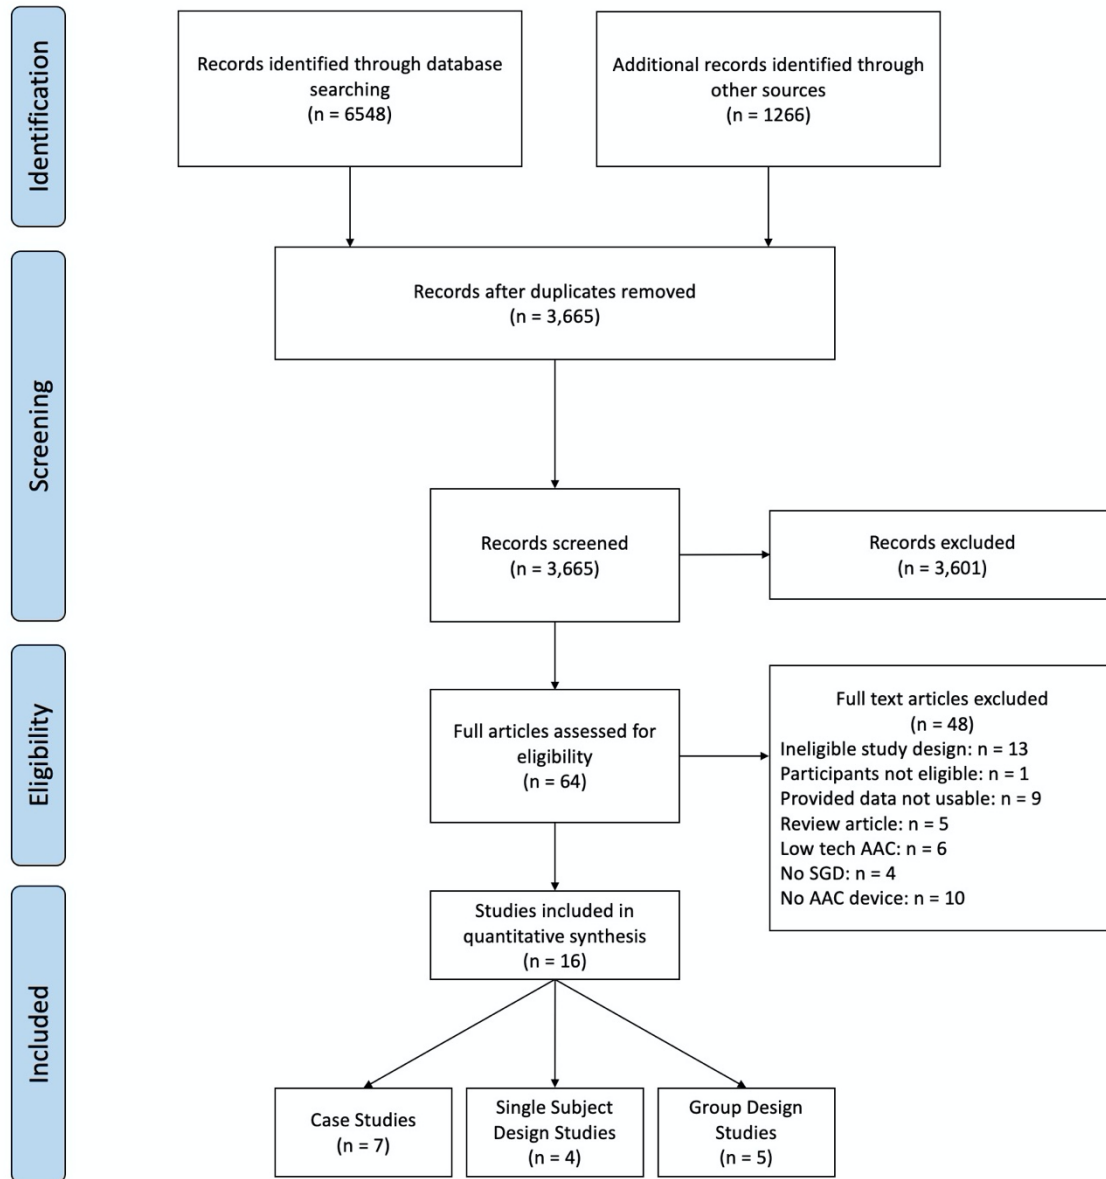 Identification
Records identified through database
searching
(n = 6548)
Additional records identified through
other sources
(n = 1266)
Screening
Records after duplicates removed
(n = 3,665)
Records screened
(n = 3,665)
Records excluded
(n = 3,601)
Eligibility
Full articles assessed for
eligibility
(n = 64)
Full text articles excluded
(n = 48)
Ineligible study design: n = 13
Participants not eligible: n = 1
Provided data not usable: n = 9
Review article: n = 5
Low tech AAC: n = 6
No SGD: n = 4
No AAC device: n = 10
Included
Studies included in
quantitative synthesis
(n = 16)
Case Studies
(n = 7)
Single Subject
Design Studies
(n = 4)
Group Design
Studies
(n = 5)